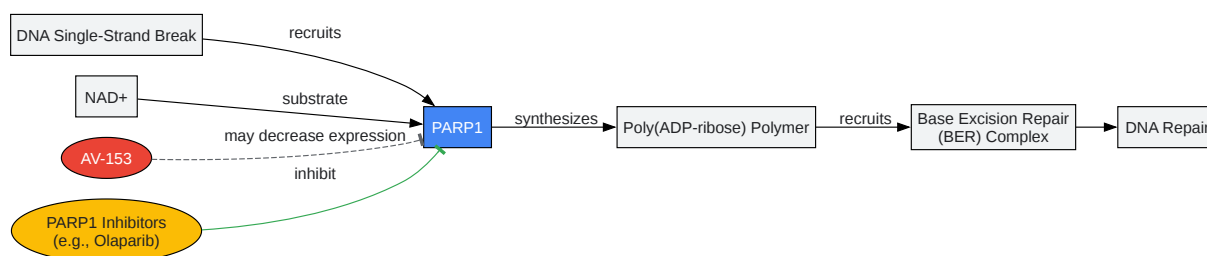 DNA Single-Strand Break
recruits
NAD+
substrate
may decrease expression
AV-153
inhibit
PARP1 Inhibitors
(e.g., Olaparib)
PARP1
synthesizes
Poly(ADP-ribose) Polymer
recruits
Base Excision Repair
(BER) Complex
DNA Repair